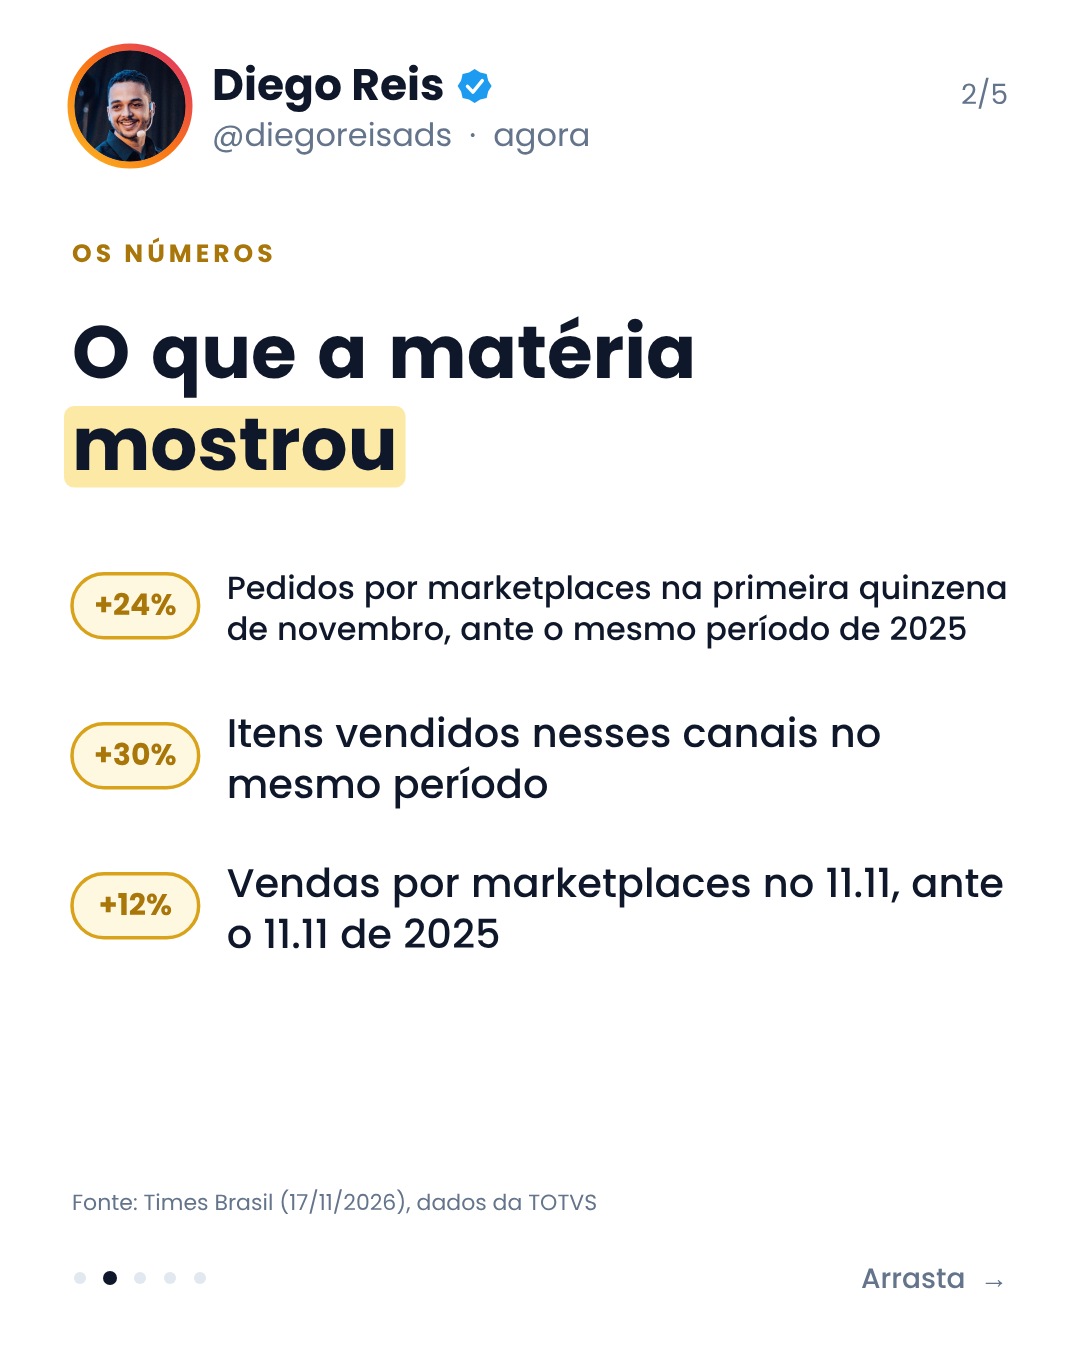 Diego Reis
@diegoreisads · agora
2/5
OS NÚMEROS
O que a matéria
mostrou
+24%
Pedidos por marketplaces na primeira quinzena
de novembro, ante o mesmo período de 2025
+30%
Itens vendidos nesses canais no
mesmo período
+12%
Vendas por marketplaces no 11.11, ante
o 11.11 de 2025
Fonte: Times Brasil (17/11/2026), dados da TOTVS
Arrasta →